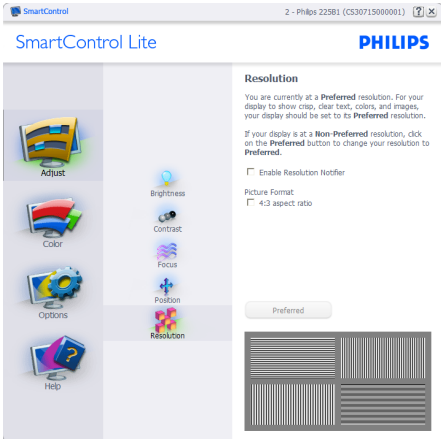 SmartControl
2 - Philips 225B1 (CS30715000001)
?
SmartControl Lite
PHILIPS
Adjust
Color
Options
Help
Brightness
Contrast
Focus
Position
Resolution
Resolution
You are currently at a Preferred resolution. For your
display to show crisp, clear text, colors, and images,
your display should be set to its Preferred resolution.
If your display is at a Non-Preferred resolution, click
on the Preferred button to change your resolution to
Preferred.
Enable Resolution Notifier
Picture Format
4:3 aspect ratio
Preferred